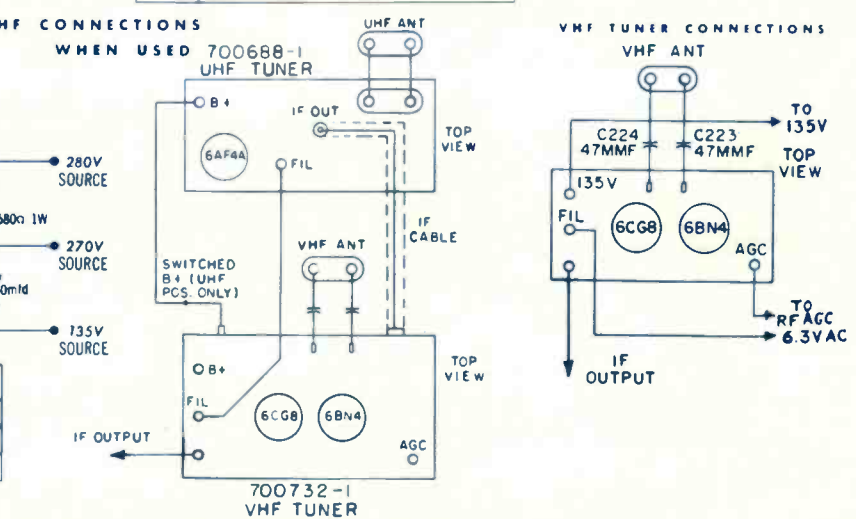 HF CONNECTIONS
WHEN USED
700688-1
UHF TUNER
UHF ANT
B+
IF OUT
6AF4A
FIL
TOP
VIEW
280V
SOURCE
680Ω 1W
270V
SOURCE
0mfd
135V
SOURCE
IF
CABLE
SWITCHED
B+ (UHF
POS. ONLY)
VHF ANT
B+
FIL
6CG8
6BN4
TOP
VIEW
IF OUTPUT
AGC
700732-1
VHF TUNER
VHF TUNER CONNECTIONS
VHF ANT
TO
135V
C224
47MMF
C223
47MMF
TOP
VIEW
135V
FIL
6CG8
6BN4
AGC
TO
RF AGC
6.3VAC
IF
OUTPUT